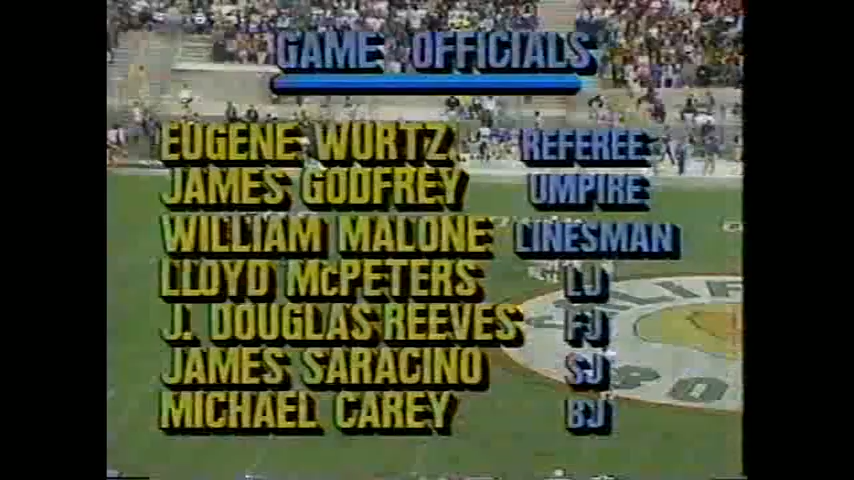 GAME OFFICIALS
EUGENE WURTZ REFEREE
JAMES GODFREY UMPIRE
WILLIAM MALONE LINESMAN
LLOYD McPETERS LJ
J. DOUGLAS REEVES FJ
JAMES SARACINO SJ
MICHAEL CAREY BJ